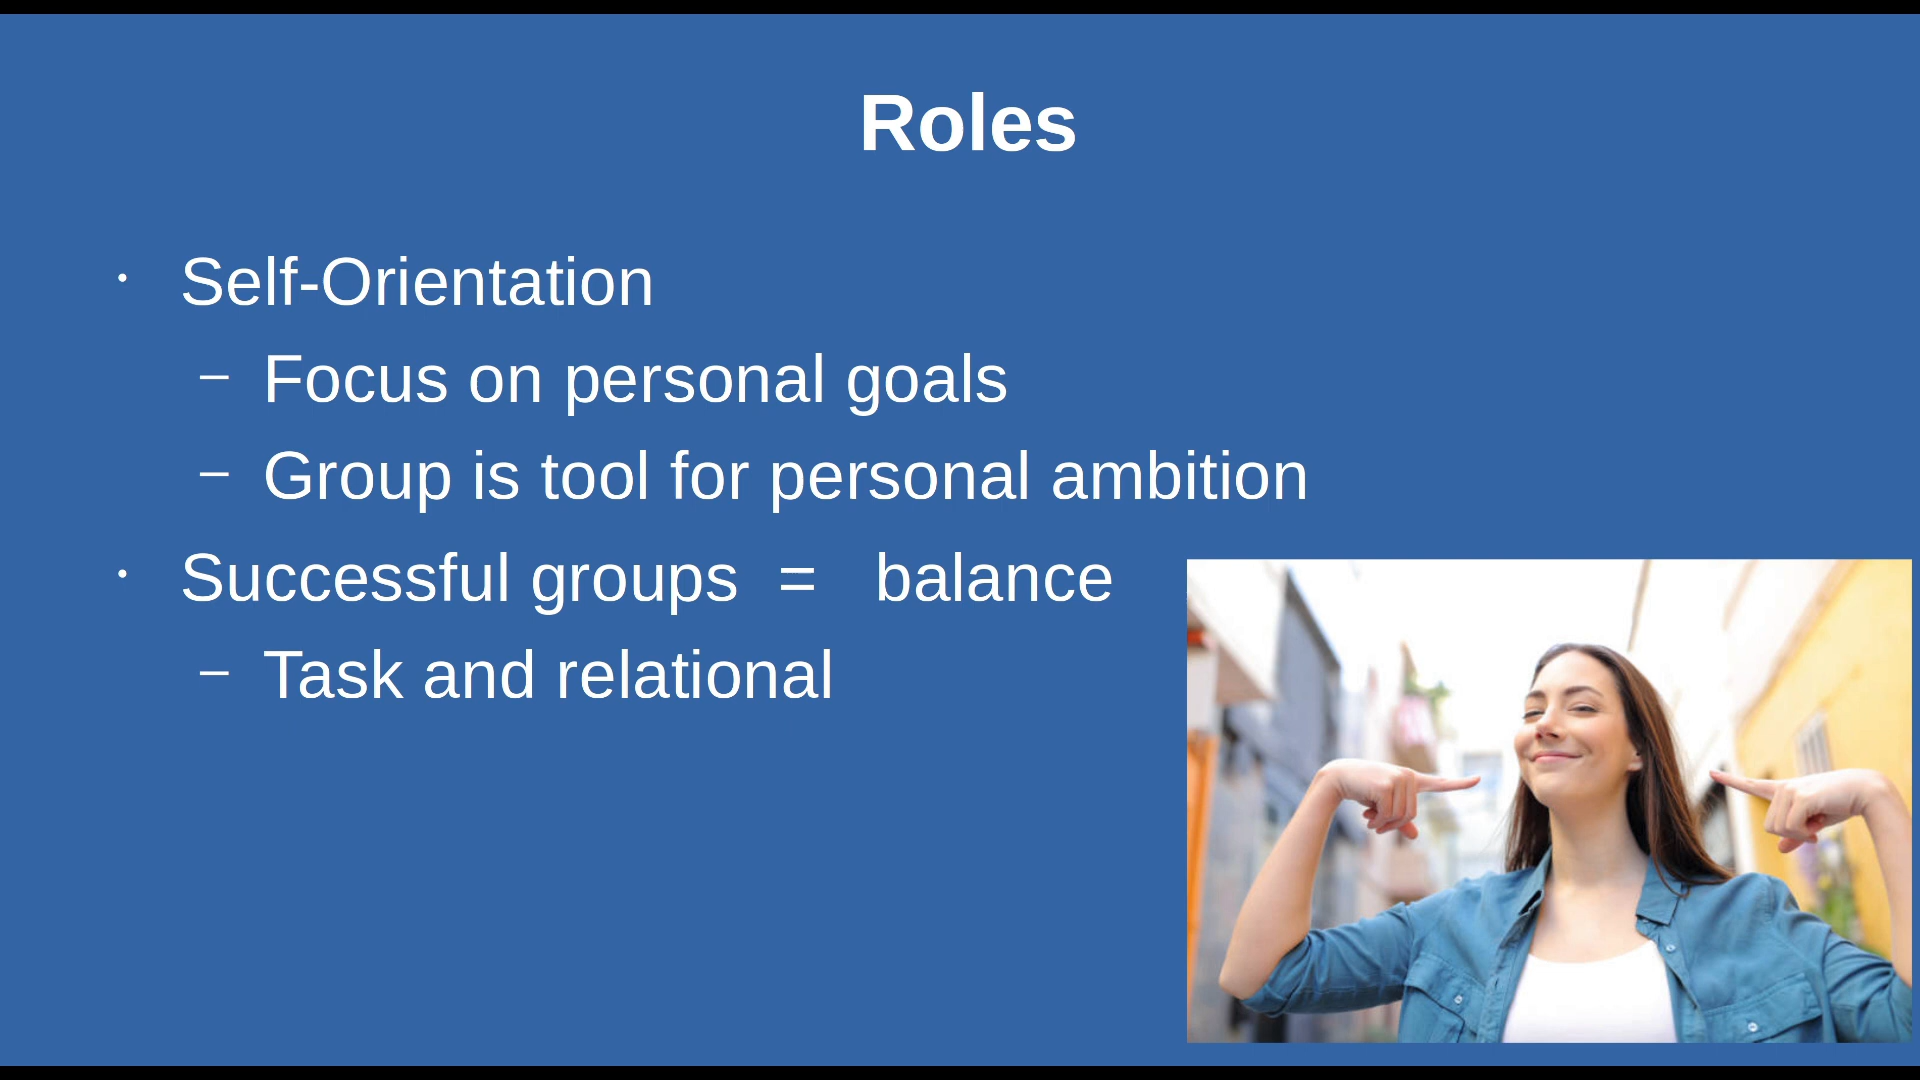 Roles
• Self-Orientation
– Focus on personal goals
– Group is tool for personal ambition
• Successful groups = balance
– Task and relational